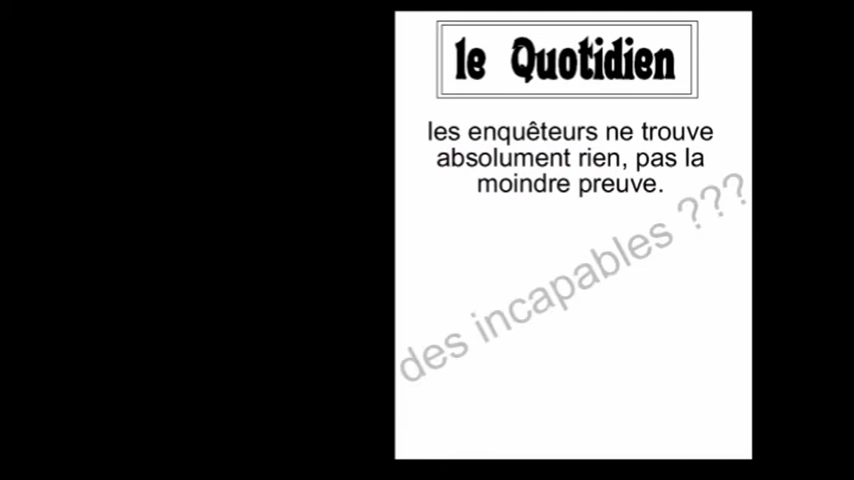 le Quotidien
les enquêteurs ne trouve
absolument rien, pas la
moindre preuve.
des incapables ???